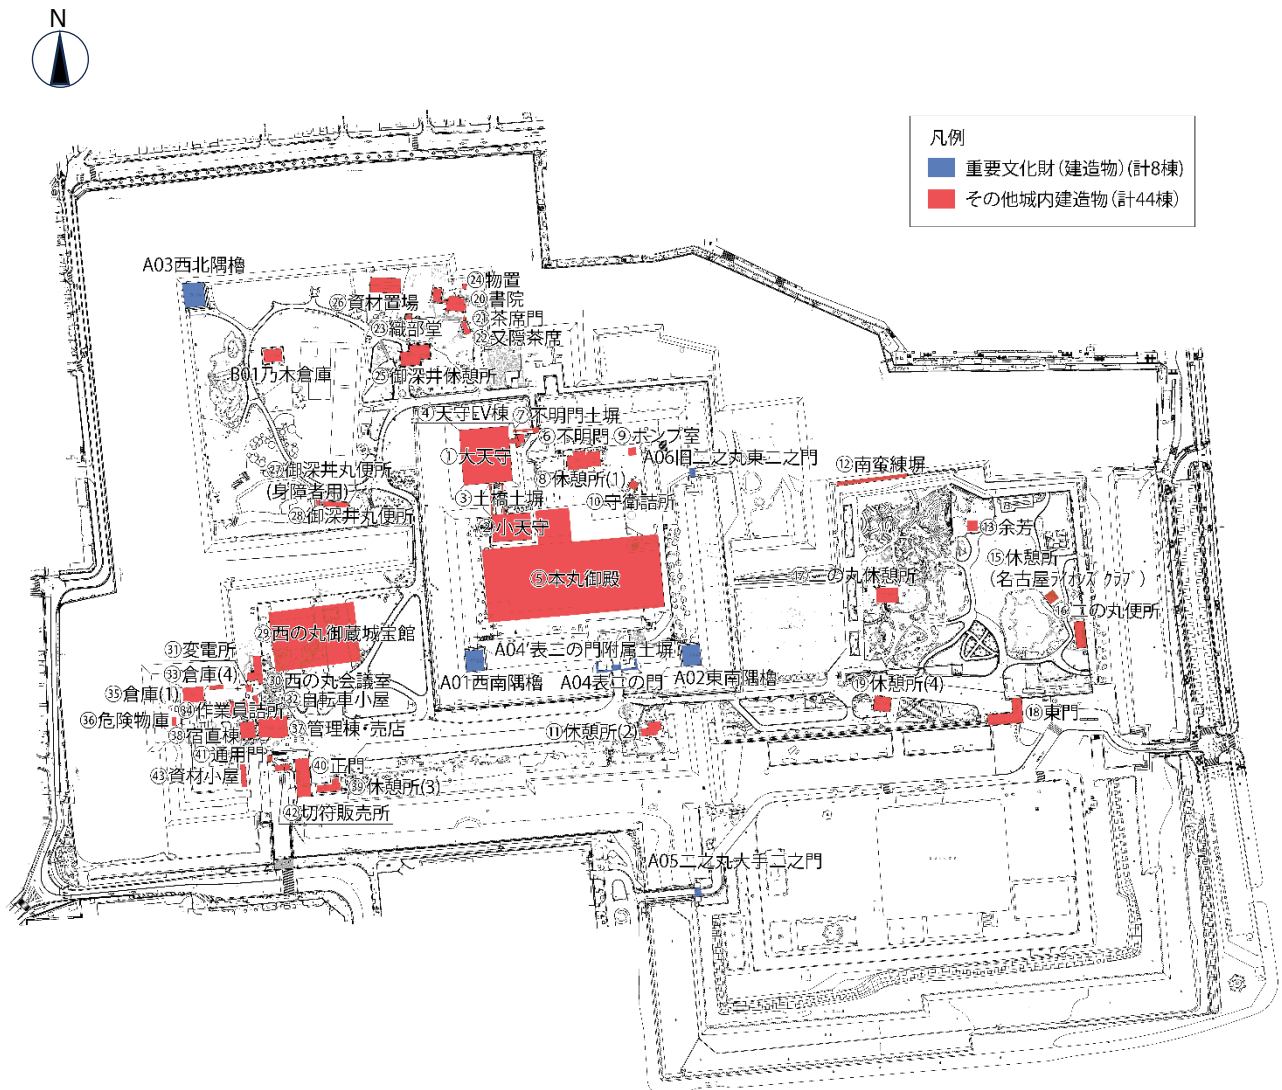 N
凡例
重要文化財(建造物)(計8棟)
その他城内建造物(計44棟)
A03西北隅櫓
㉔物置
⑳書院
㉖資材置場
㉑茶席門
㉓織部堂
㉒又隠茶席
B01乃木倉庫
㉕御深井休憩所
④天守EV棟
⑦不明門土塀
⑥不明門
⑨ポンプ室
①大天守
A06旧二之丸東二之門
⑫南蛮練塀
㉗御深井丸便所
(身障者用)
⑧休憩所(1)
③土橋土塀
⑩守衛詰所
㉘御深井丸便所
②小天守
⑬余芳
⑮休憩所
(名古屋ライオンズクラブ)
⑤本丸御殿
⑰二の丸休憩所
⑯二の丸便所
㉙西の丸御蔵城宝館
㉛変電所
A04'表二の門附属土塀
㉝倉庫(4)
㉚西の丸会議室
A01西南隅櫓
A04表二の門
A02東南隅櫓
⑲休憩所(4)
㉟倉庫(1)
㉜自転車小屋
㉞作業員詰所
⑱東門
㊱危険物庫
㊳宿直棟
㊲管理棟・売店
⑪休憩所(2)
㊶通用門
㊵正門
㊸資材小屋
㊴休憩所(3)
㊷切符販売所
A05二之丸大手二之門